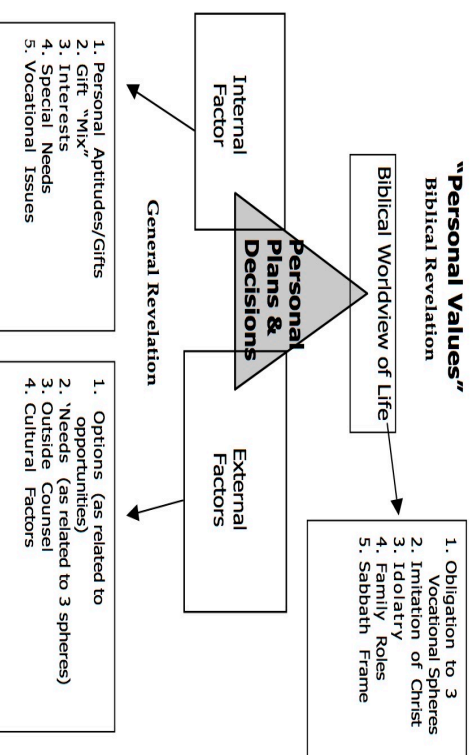 "Personal Values"
Biblical Revelation
Biblical Worldview of Life
1. Obligation to 3
Vocational Spheres
2. Imitation of Christ
3. Idolatry
4. Family Roles
5. Sabbath Frame
Internal
Factor
Personal
Plans &
Decisions
External
Factors
General Revelation
1. Personal Aptitudes/Gifts
2. Gift "Mix"
3. Interests
4. Special Needs
5. Vocational Issues
1. Options (as related to
opportunities)
2. 'Needs (as related to 3 spheres)
3. Outside Counsel
4. Cultural Factors